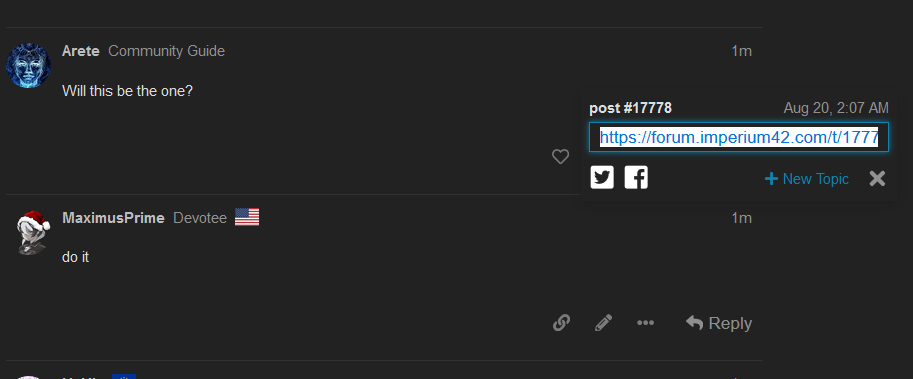 Arete Community Guide 1m
Will this be the one?
post #17778 Aug 20, 2:07 AM
https://forum.imperium42.com/t/1777
New Topic
MaximusPrime Devotee 1m
do it
Reply